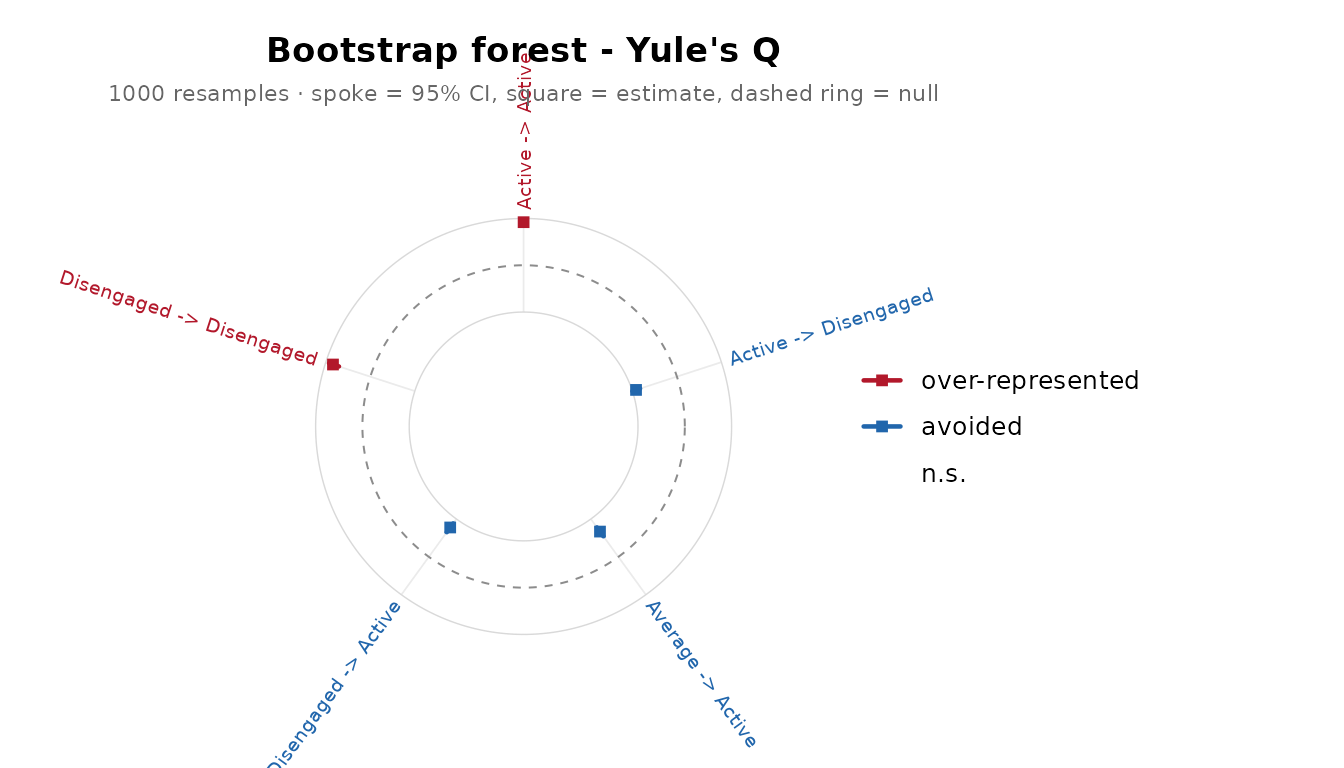 Bootstrap forest - Yule's Q
1000 resamples · spoke = 95% CI, square = estimate, dashed ring = null
Active -> Active
Disengaged -> Disengaged
Active -> Disengaged
over-represented
avoided
n.s.
Disengaged -> Active
Average -> Active